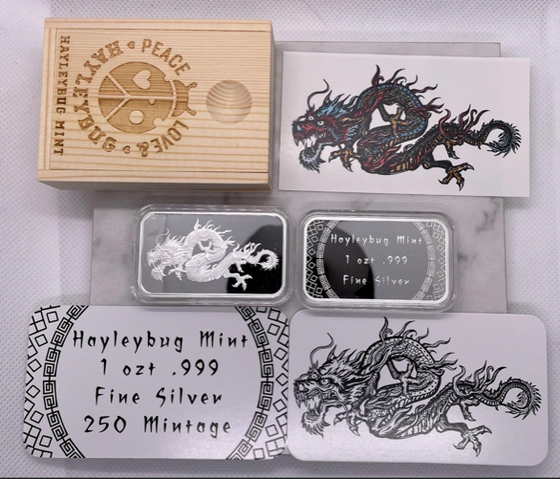 PEACE
LOVE &
HAYLEYBUG
HAYLEYBUG MINT
Hayleybug Mint
1 ozt .999
Fine Silver
Hayleybug Mint
1 ozt .999
Fine Silver
250 Mintage